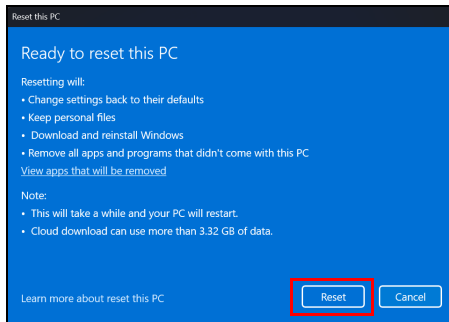 Reset this PC
Ready to reset this PC
Resetting will:
• Change settings back to their defaults
• Keep personal files
• Download and reinstall Windows
• Remove all apps and programs that didn't come with this PC
View apps that will be removed
Note:
• This will take a while and your PC will restart.
• Cloud download can use more than 3.32 GB of data.
Learn more about reset this PC
Reset
Cancel